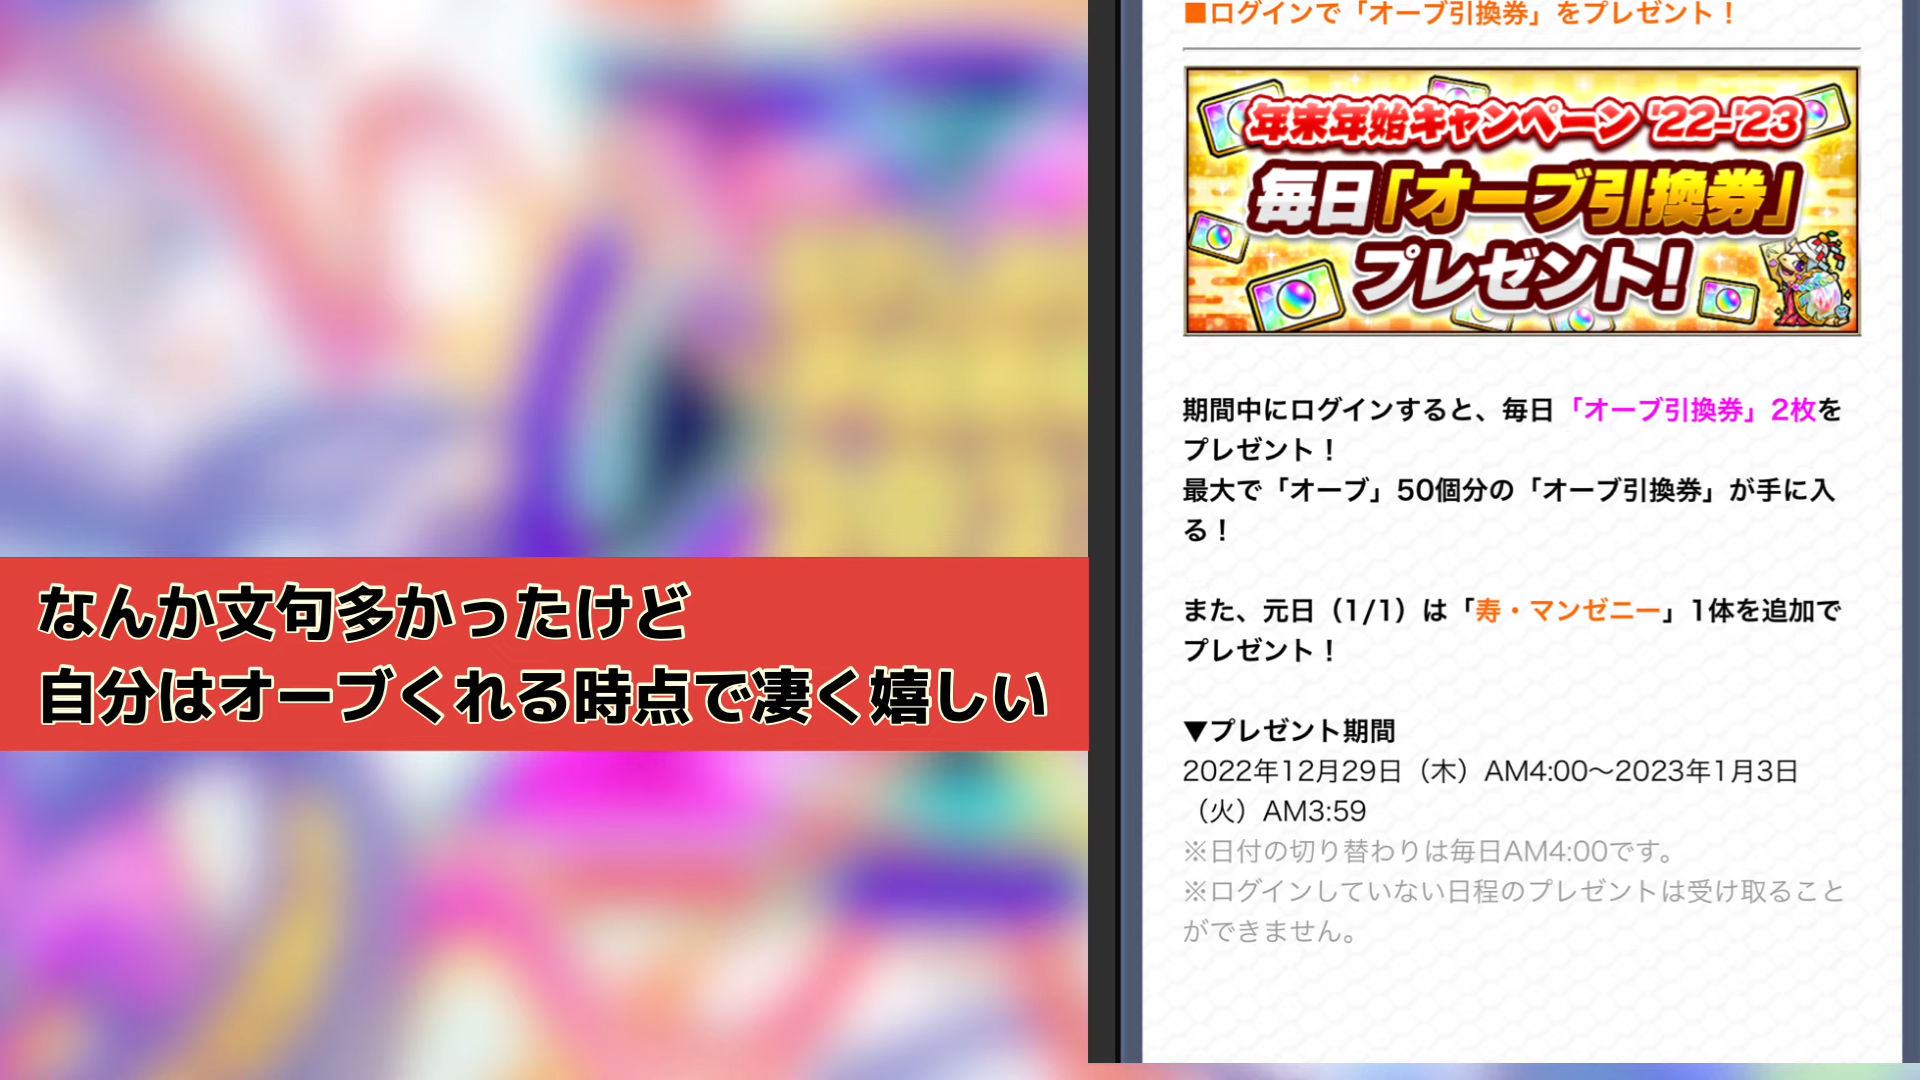 なんか文句多かったけど
自分はオーブくれる時点で凄く嬉しい
■ログインで「オーブ引換券」をプレゼント！
年末年始キャンペーン '22-'23
毎日「オーブ引換券」
プレゼント!
期間中にログインすると、毎日「オーブ引換券」2枚を
プレゼント！
最大で「オーブ」50個分の「オーブ引換券」が手に入
る！
また、元日（1/1）は「寿・マンゼニー」1体を追加で
プレゼント！
▼プレゼント期間
2022年12月29日（木）AM4:00〜2023年1月3日
（火）AM3:59
※日付の切り替わりは毎日AM4:00です。
※ログインしていない日程のプレゼントは受け取ること
ができません。